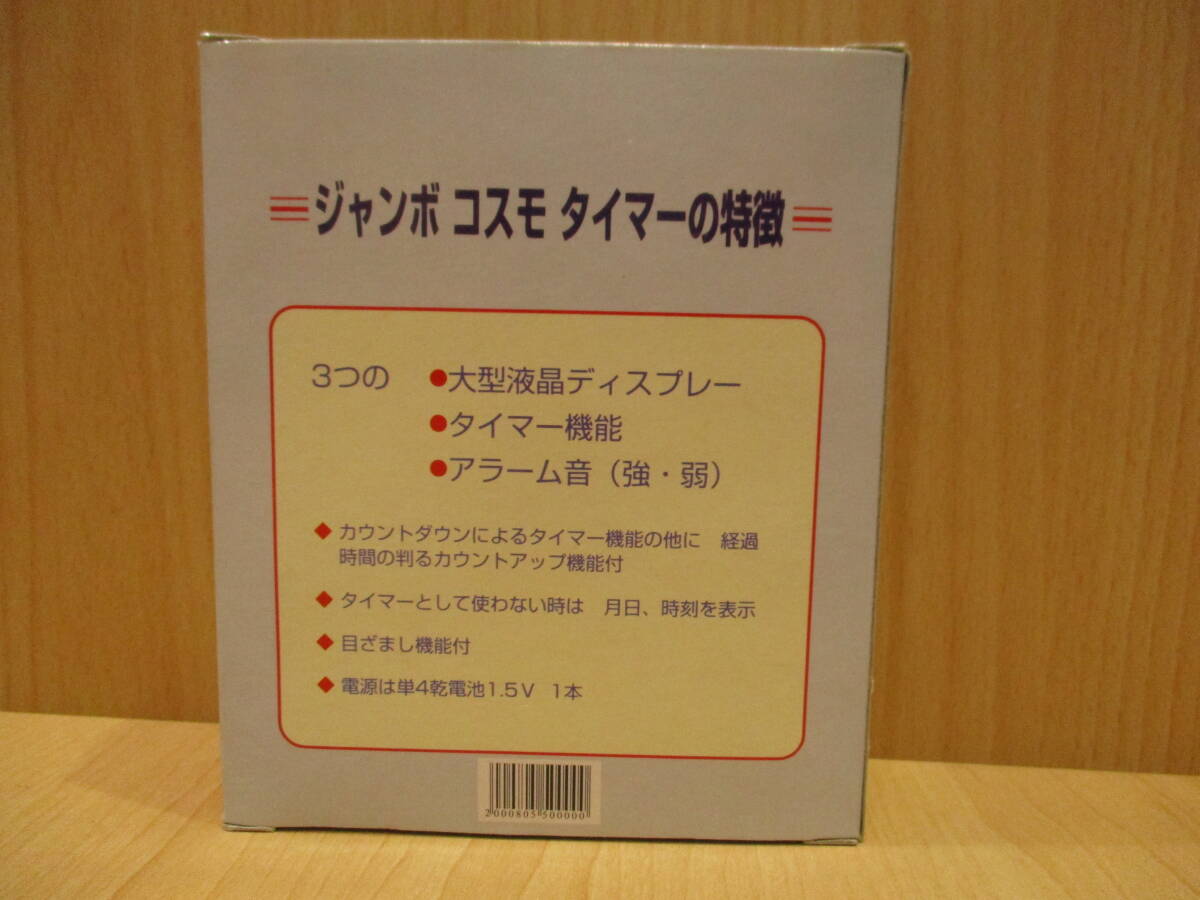 ジャンボ コスモ タイマーの特徴
3つの ●大型液晶ディスプレー
●タイマー機能
●アラーム音（強・弱）
◆ カウントダウンによるタイマー機能の他に　経過
時間の判るカウントアップ機能付
◆ タイマーとして使わない時は　月日、時刻を表示
◆ 目ざまし機能付
◆ 電源は単4乾電池1.5V　1本
2000805500000